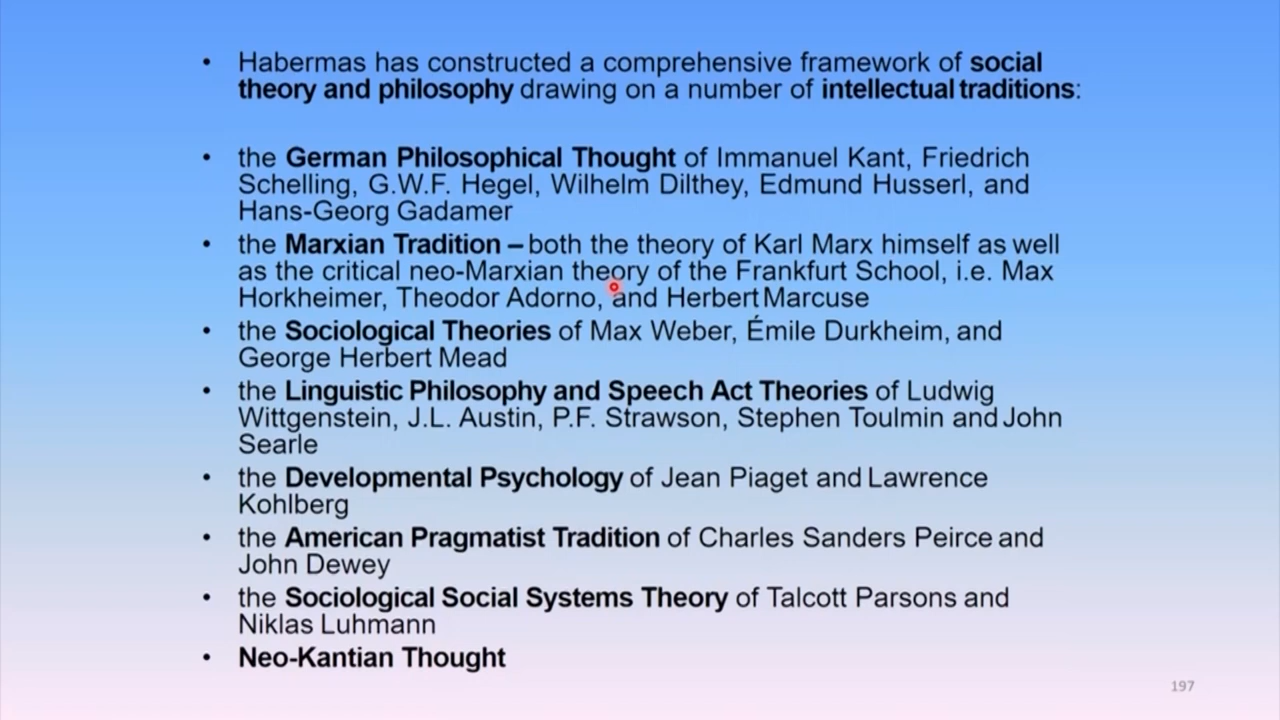 • Habermas has constructed a comprehensive framework of social
theory and philosophy drawing on a number of intellectual traditions:
• the German Philosophical Thought of Immanuel Kant, Friedrich
Schelling, G.W.F. Hegel, Wilhelm Dilthey, Edmund Husserl, and
Hans-Georg Gadamer
• the Marxian Tradition – both the theory of Karl Marx himself as well
as the critical neo-Marxian theory of the Frankfurt School, i.e. Max
Horkheimer, Theodor Adorno, and Herbert Marcuse
• the Sociological Theories of Max Weber, Émile Durkheim, and
George Herbert Mead
• the Linguistic Philosophy and Speech Act Theories of Ludwig
Wittgenstein, J.L. Austin, P.F. Strawson, Stephen Toulmin and John
Searle
• the Developmental Psychology of Jean Piaget and Lawrence
Kohlberg
• the American Pragmatist Tradition of Charles Sanders Peirce and
John Dewey
• the Sociological Social Systems Theory of Talcott Parsons and
Niklas Luhmann
• Neo-Kantian Thought
197